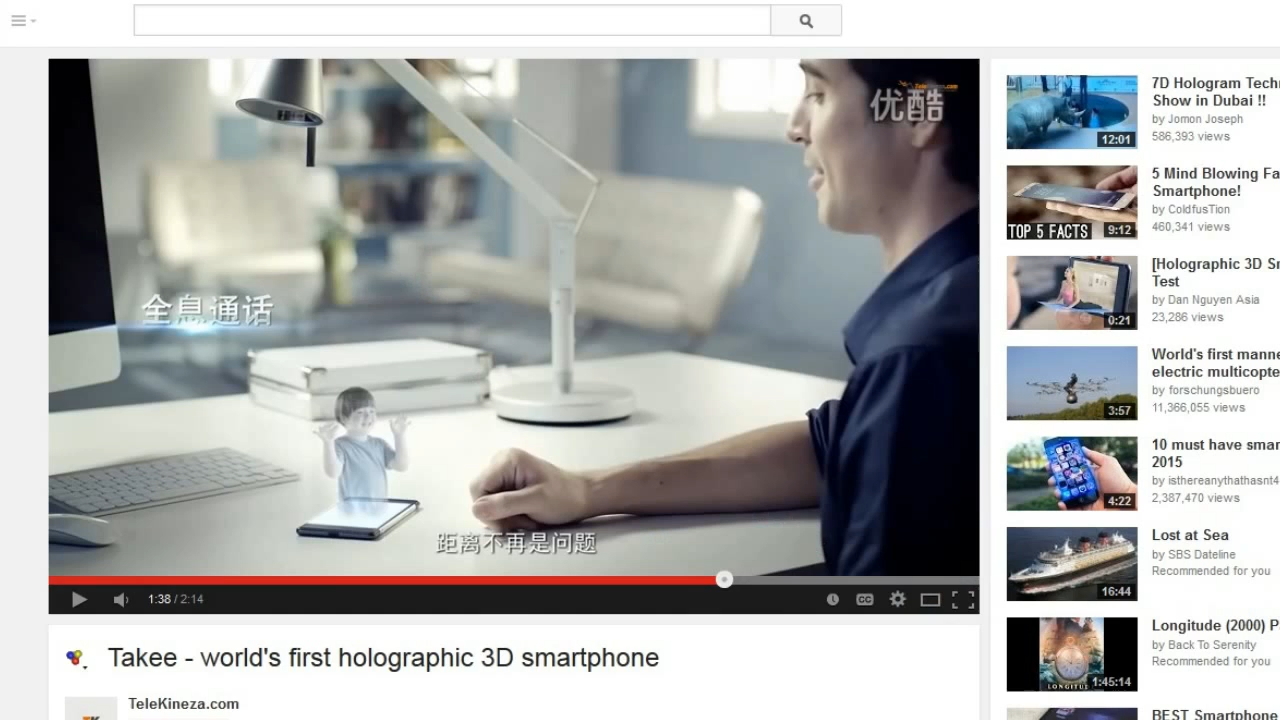 优酷
全息通话
距离不再是问题
1:38 / 2:14
CC
Takee - world's first holographic 3D smartphone
TeleKineza.com
12:01
7D Hologram Tech
Show in Dubai !!
by Jomon Joseph
586,393 views
TOP 5 FACTS
9:12
5 Mind Blowing Fa
Smartphone!
by ColdfusTion
460,341 views
0:21
[Holographic 3D Sm
Test
by Dan Nguyen Asia
23,286 views
3:57
World's first manne
electric multicopte
by forschungsbuero
11,366,055 views
4:22
10 must have smar
2015
by isthereanythathasnt4
2,387,470 views
16:44
Lost at Sea
by SBS Dateline
Recommended for you
LONGITUD
1:45:14
Longitude (2000) P
by Back To Serenity
Recommended for you
BEST Smartphone